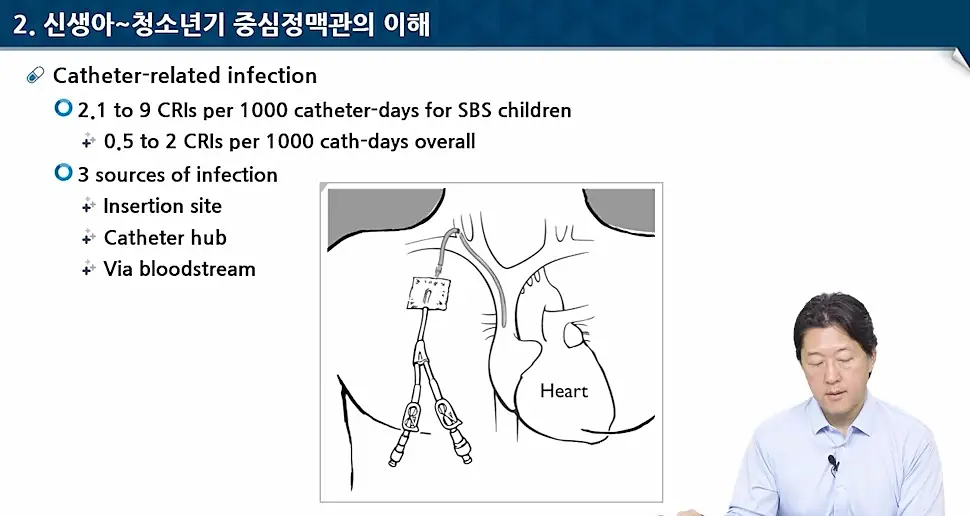 2. 신생아~청소년기 중심정맥관의 이해
Catheter-related infection
2.1 to 9 CRIs per 1000 catheter-days for SBS children
0.5 to 2 CRIs per 1000 cath-days overall
3 sources of infection
Insertion site
Catheter hub
Via bloodstream
Heart